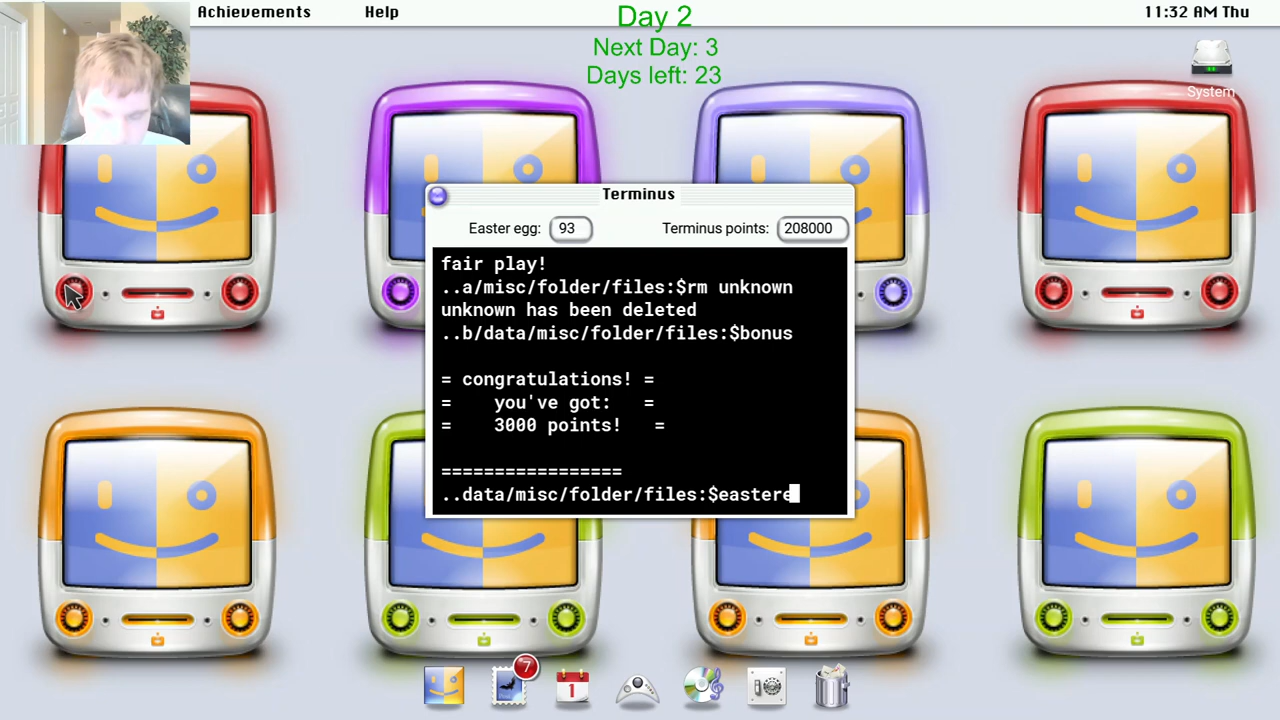 Achievements Help
Day 2
Next Day: 3
Days left: 23
11:32 AM Thu
System
Terminus
Easter egg: 93
Terminus points: 208000
fair play!
..a/misc/folder/files:$rm unknown
unknown has been deleted
..b/data/misc/folder/files:$bonus
= congratulations! =
= you've got: =
= 3000 points! =
=================
..data/misc/folder/files:$eastere
7
1